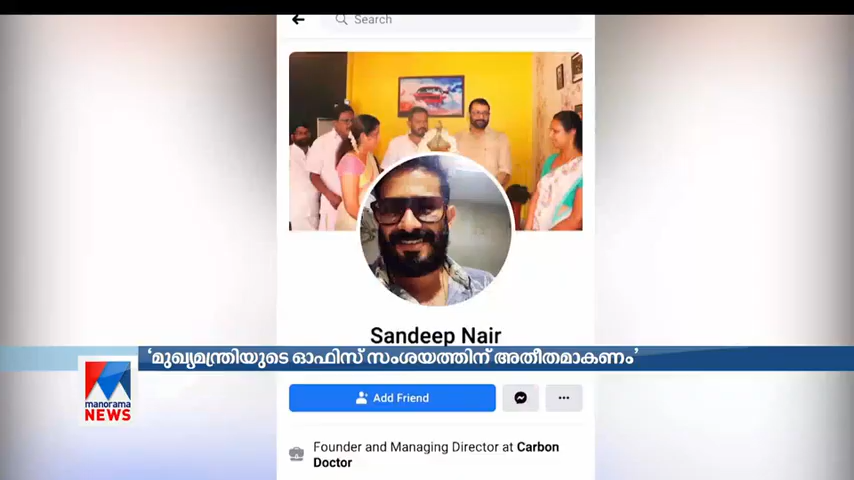 Search
Sandeep Nair
‘മുഖ്യമന്ത്രിയുടെ ഓഫിസ് സംശയത്തിന് അതീതമാകണം’
manorama
NEWS
Add Friend
Founder and Managing Director at Carbon
Doctor